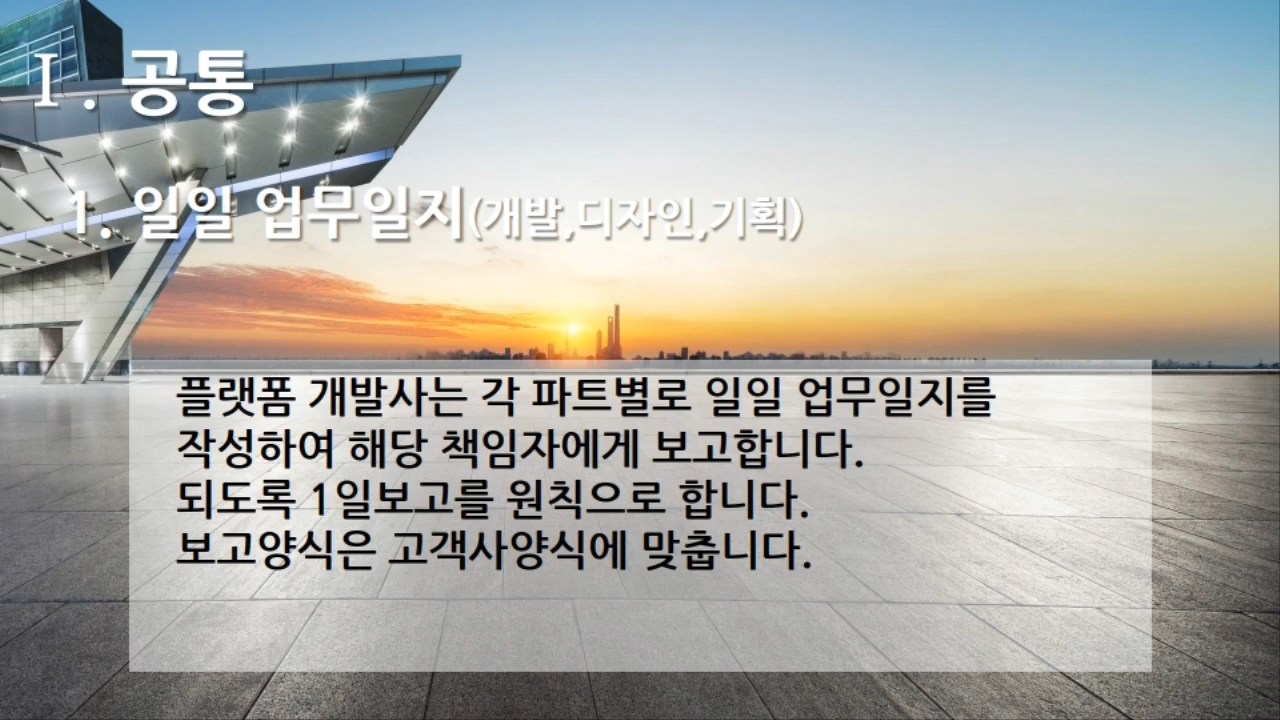 Ⅰ. 공통
1. 일일 업무일지(개발,디자인,기획)
플랫폼 개발사는 각 파트별로 일일 업무일지를
작성하여 해당 책임자에게 보고합니다.
되도록 1일보고를 원칙으로 합니다.
보고양식은 고객사양식에 맞춥니다.